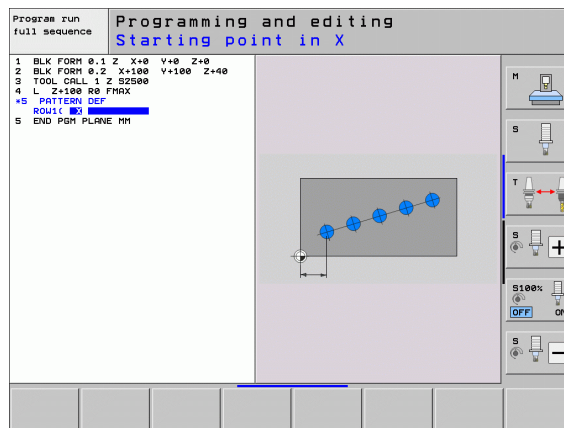 Program run
full sequence
Programming and editing
Starting point in X
1 BLK FORM 0.1 Z X+0 Y+0 Z+0
2 BLK FORM 0.2 X+100 Y+100 Z+40
3 TOOL CALL 1 Z S2500
4 L Z+100 R0 FMAX
*5 PATTERN DEF
ROW1( X
5 END PGM PLANE MM
M
S
T
S
+
S100%
OFF ON
S
−